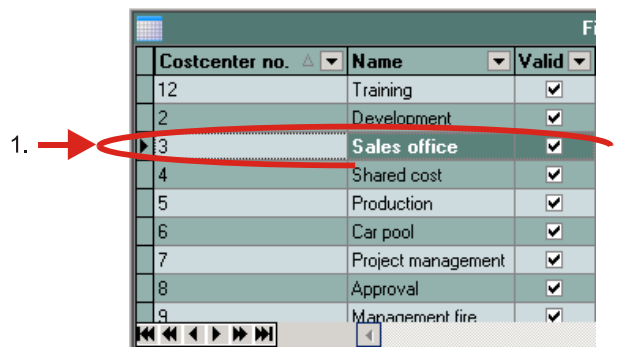 Fi
Costcenter no. Name Valid
12 Training
2 Development
1. 3 Sales office
4 Shared cost
5 Production
6 Car pool
7 Project management
8 Approval
9 Management fire